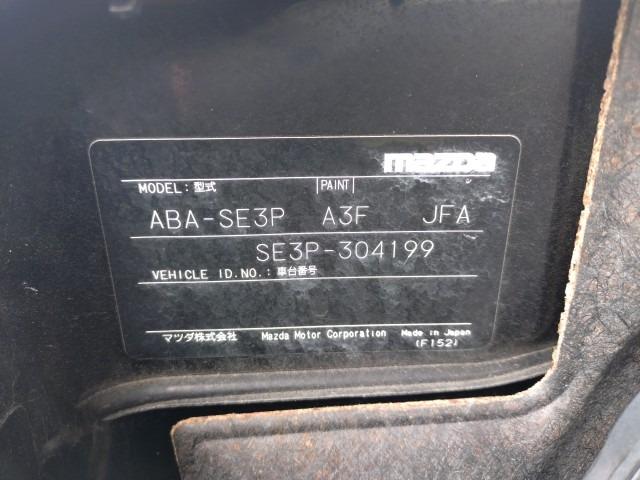 mazda
MODEL: 型式 PAINT
ABA-SE3P A3F JFA
SE3P-304199
VEHICLE ID.NO.: 車台番号
マツダ株式会社 Mazda Motor Corporation Made in Japan
(F152)